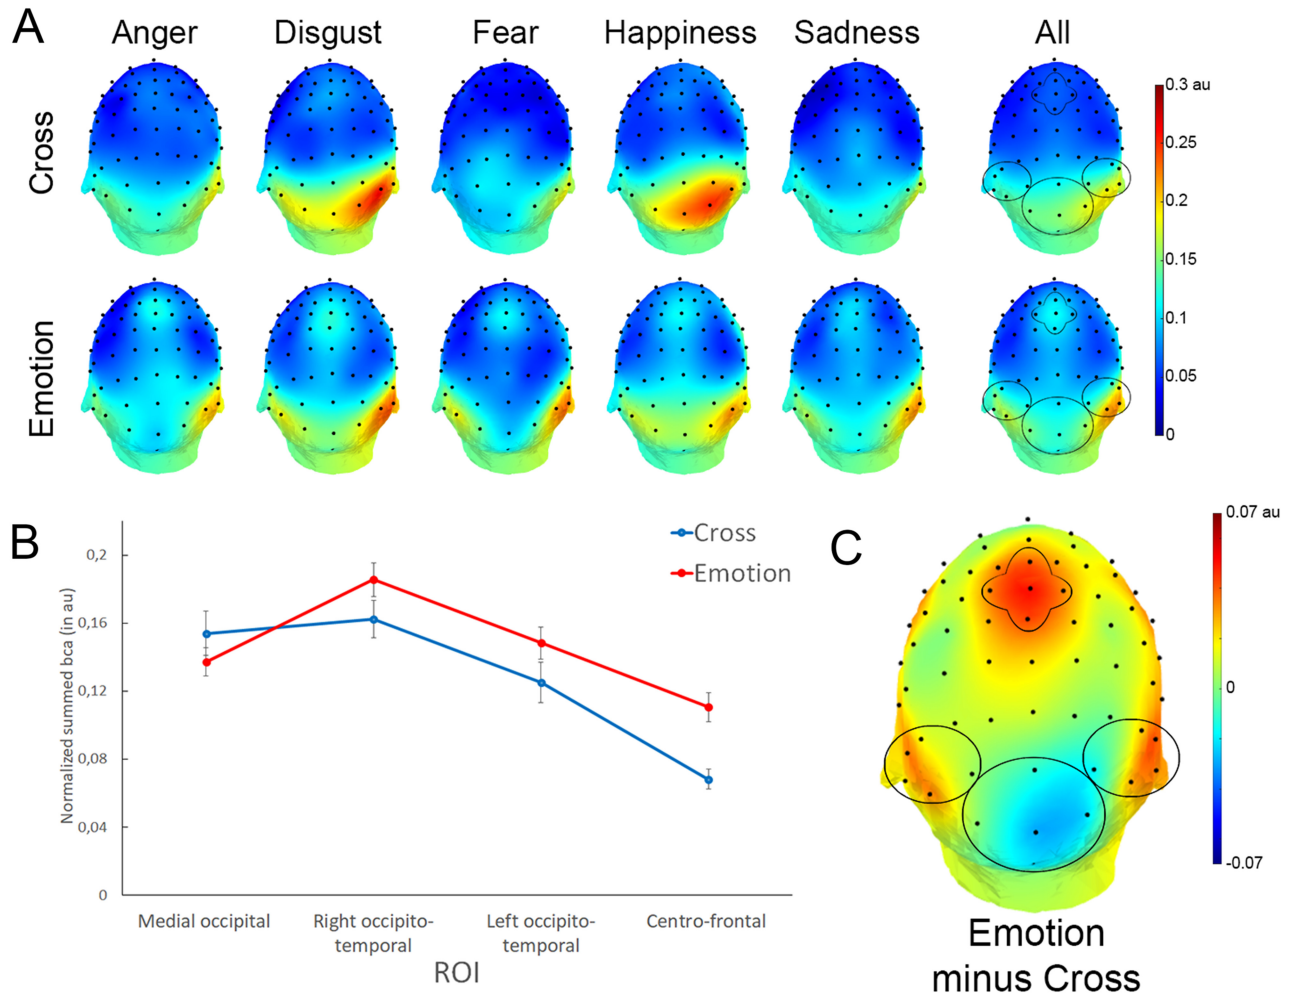 A
Anger Disgust Fear Happiness Sadness All
Cross
0.3 au
0.25
0.2
0.15
0.1
0.05
0
Emotion
B
Cross
Emotion
Normalized summed bca (in au)
0,2
0,16
0,12
0,08
0,04
0
Medial occipital Right occipito- Left occipito- Centro-frontal
temporal temporal
ROI
C
0.07 au
0
-0.07
Emotion
minus Cross